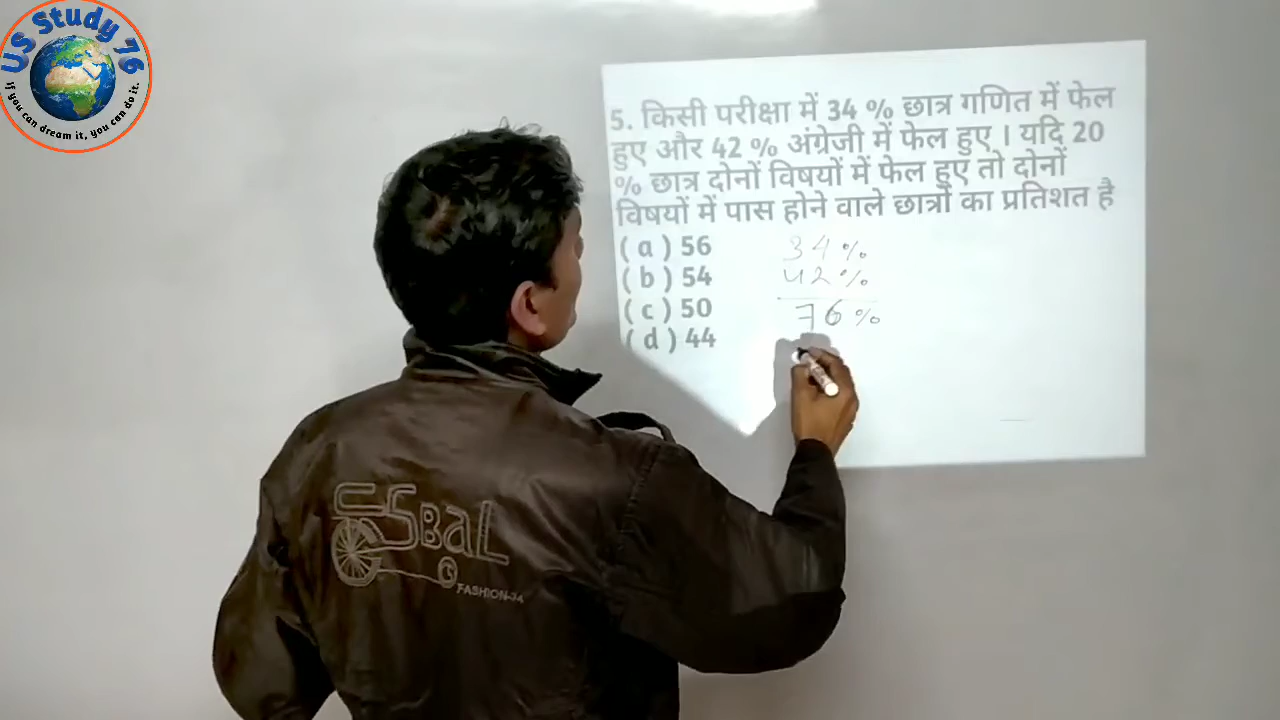 US Study 76
If you can dream it, you can do it.
5. किसी परीक्षा में 34 % छात्र गणित में फेल
हुए और 42 % अंग्रेजी में फेल हुए । यदि 20
% छात्र दोनों विषयों में फेल हुए तो दोनों
विषयों में पास होने वाले छात्रों का प्रतिशत है
( a ) 56
( b ) 54
( c ) 50
( d ) 44
34%
42%
76%
ESBaL
FASHION-74